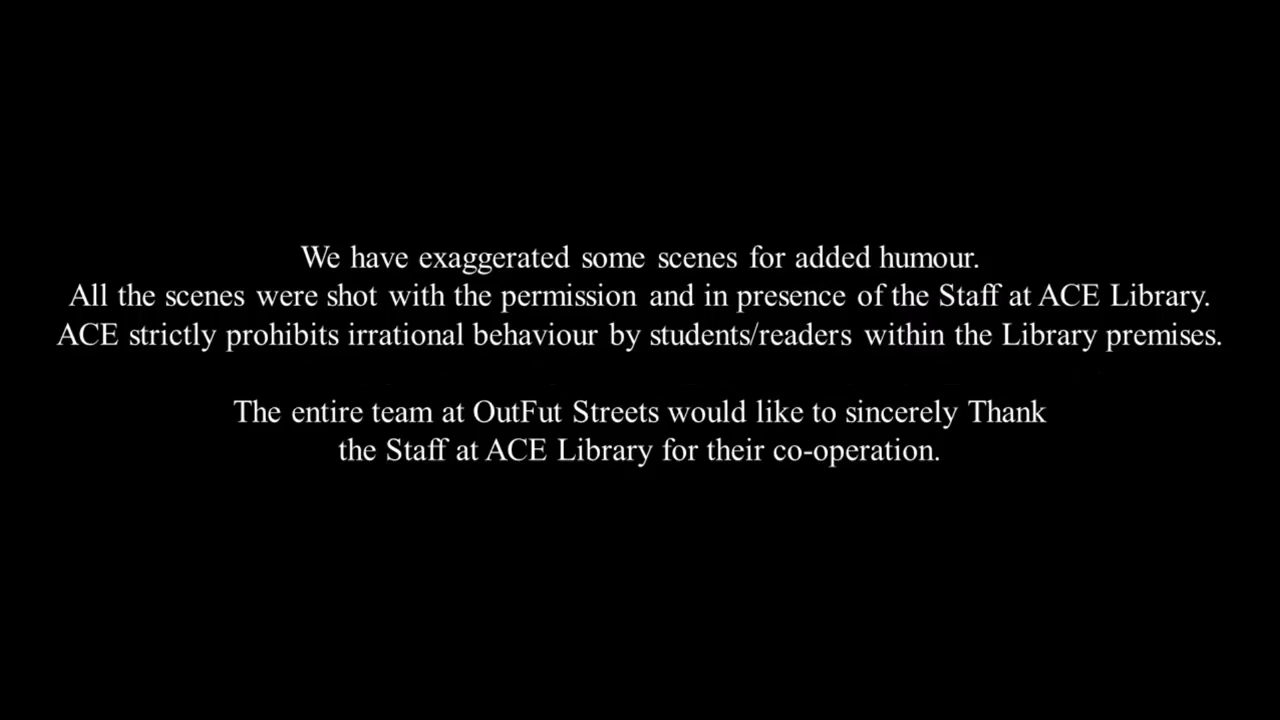 We have exaggerated some scenes for added humour.
All the scenes were shot with the permission and in presence of the Staff at ACE Library.
ACE strictly prohibits irrational behaviour by students/readers within the Library premises.
The entire team at OutFut Streets would like to sincerely Thank
the Staff at ACE Library for their co-operation.